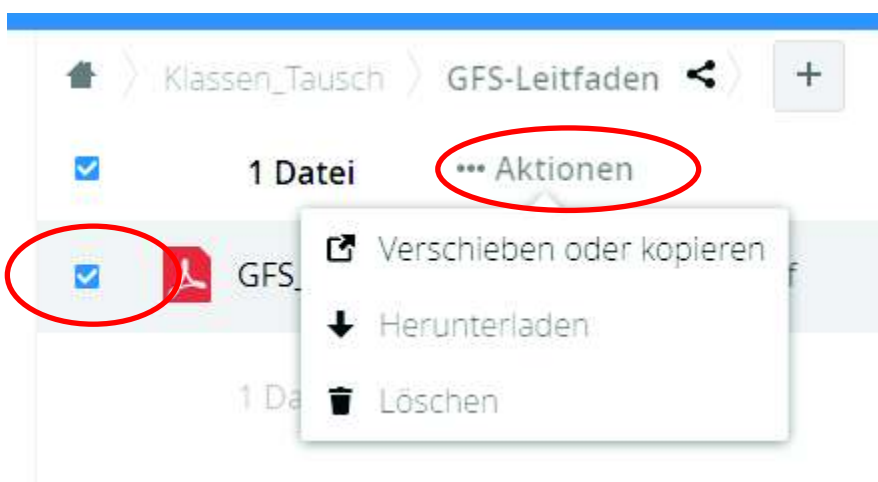 Klassen_Tausch GFS-Leitfaden +
1 Datei ••• Aktionen
Verschieben oder kopieren
GFS_ f
Herunterladen
1 Da
Löschen